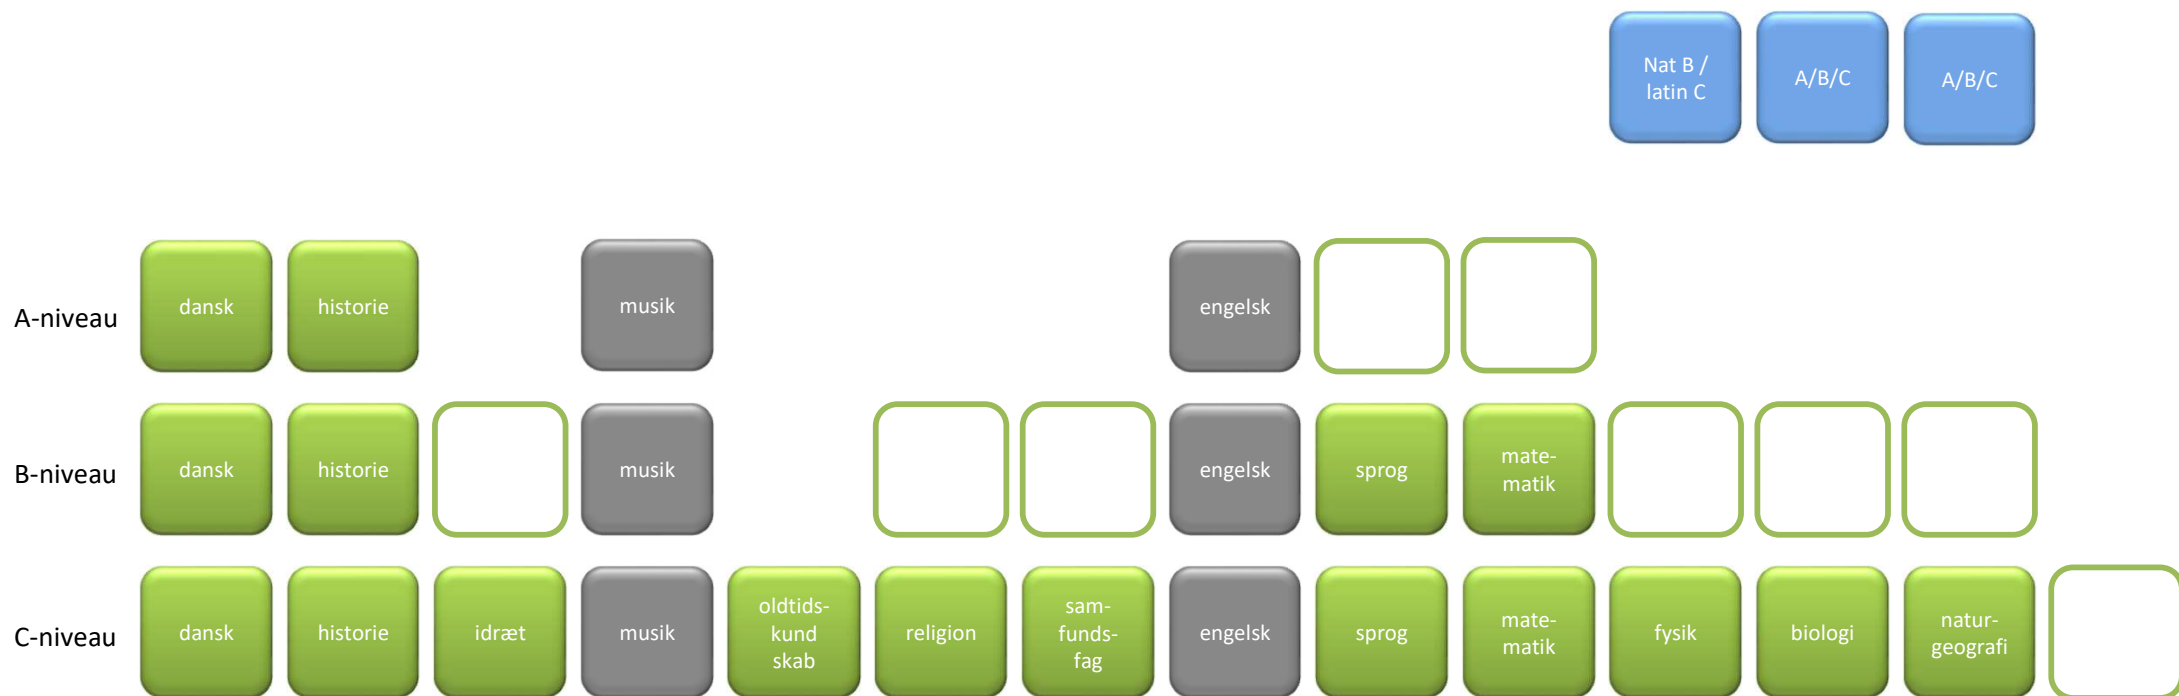 Nat B /
latin C
A/B/C
A/B/C
A-niveau
dansk
historie
musik
engelsk
B-niveau
dansk
historie
musik
engelsk
sprog
mate-
matik
C-niveau
dansk
historie
idræt
musik
oldtids-
kund
skab
religion
sam-
funds-
fag
engelsk
sprog
mate-
matik
fysik
biologi
natur-
geografi